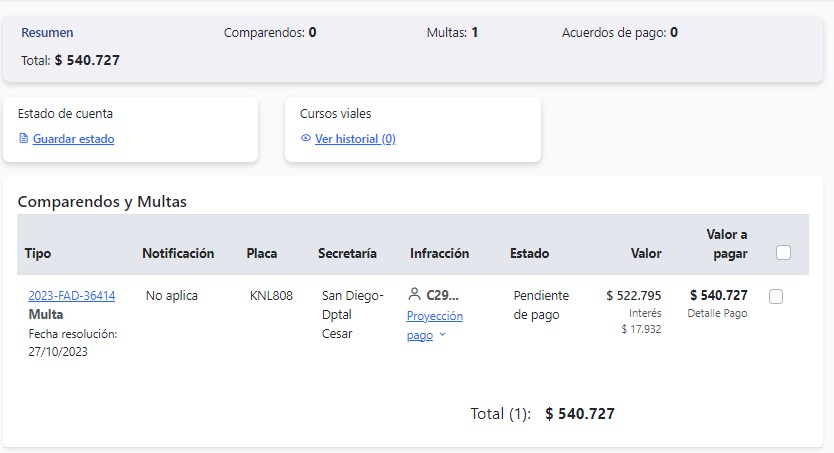 Resumen Comparendos: 0 Multas: 1 Acuerdos de pago: 0
Total: $ 540.727
Estado de cuenta
Guardar estado
Cursos viales
Ver historial (0)
Comparendos y Multas
Tipo Notificación Placa Secretaría Infracción Estado Valor Valor a pagar
2023-FAD-36414
Multa
Fecha resolución:
27/10/2023
No aplica
KNL808
San Diego-
Dptal
Cesar
C29...
Proyección
pago
Pendiente
de pago
$ 522.795
Interés
$ 17.932
$ 540.727
Detalle Pago
Total (1): $ 540.727